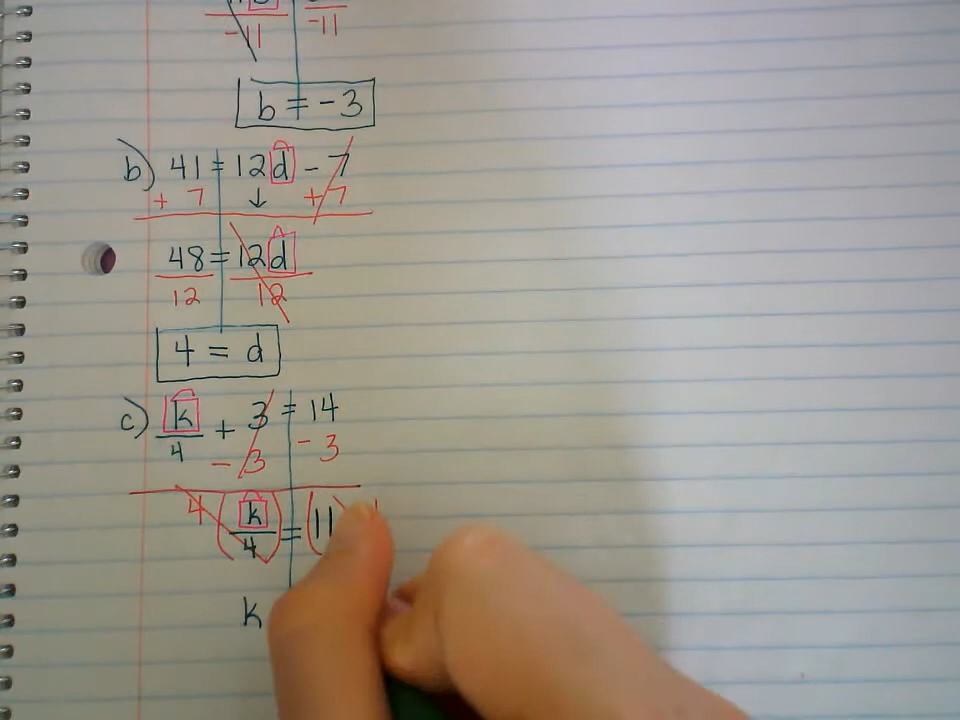 -11 -11
b = -3
b) 41 = 12d - 7
+ 7 ↓ + 7
48 = 12d
12 12
4 = d
c) k/4 + 3 = 14
- 3 - 3
4 (k/4) = (11
k